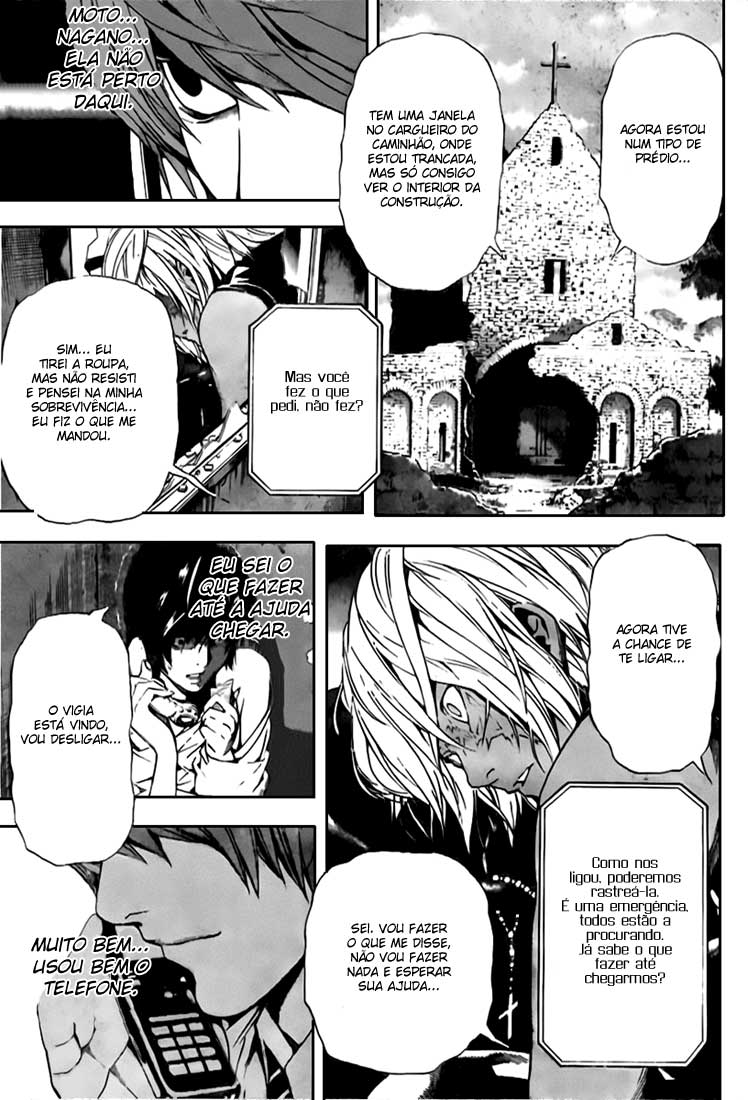 AGORA ESTOU
NUM TIPO DE
PRÉDIO...
TEM UMA JANELA
NO CARGUEIRO DO
CAMINHÃO, ONDE
ESTOU TRANCADA,
MAS SÓ CONSIGO
VER O INTERIOR DA
CONSTRUÇÃO.
MOTO...
NAGANO...
ELA NÃO
ESTÁ PERTO
DAQUI.
Mas você
fez o que
pedi, não fez?
SIM... EU
TIREI A ROUPA,
MAS NÃO RESISTI
E PENSEI NA MINHA
SOBREVIVÊNCIA...
EU FIZ O QUE ME
MANDOU.
AGORA TIVE
A CHANCE DE
TE LIGAR...
Como nos
ligou, poderemos
rastreá-la.
É uma emergência,
todos estão a
procurando.
Já sabe o que
fazer até
chegarmos?
SEI. VOU FAZER
O QUE ME DISSE,
NÃO VOU FAZER
NADA E ESPERAR
SUA AJUDA...
EU SEI O
QUE FAZER
ATÉ A AJUDA
CHEGAR.
O VIGIA
ESTÁ VINDO,
VOU DESLIGAR...
MUITO BEM...
USOU BEM O
TELEFONE.